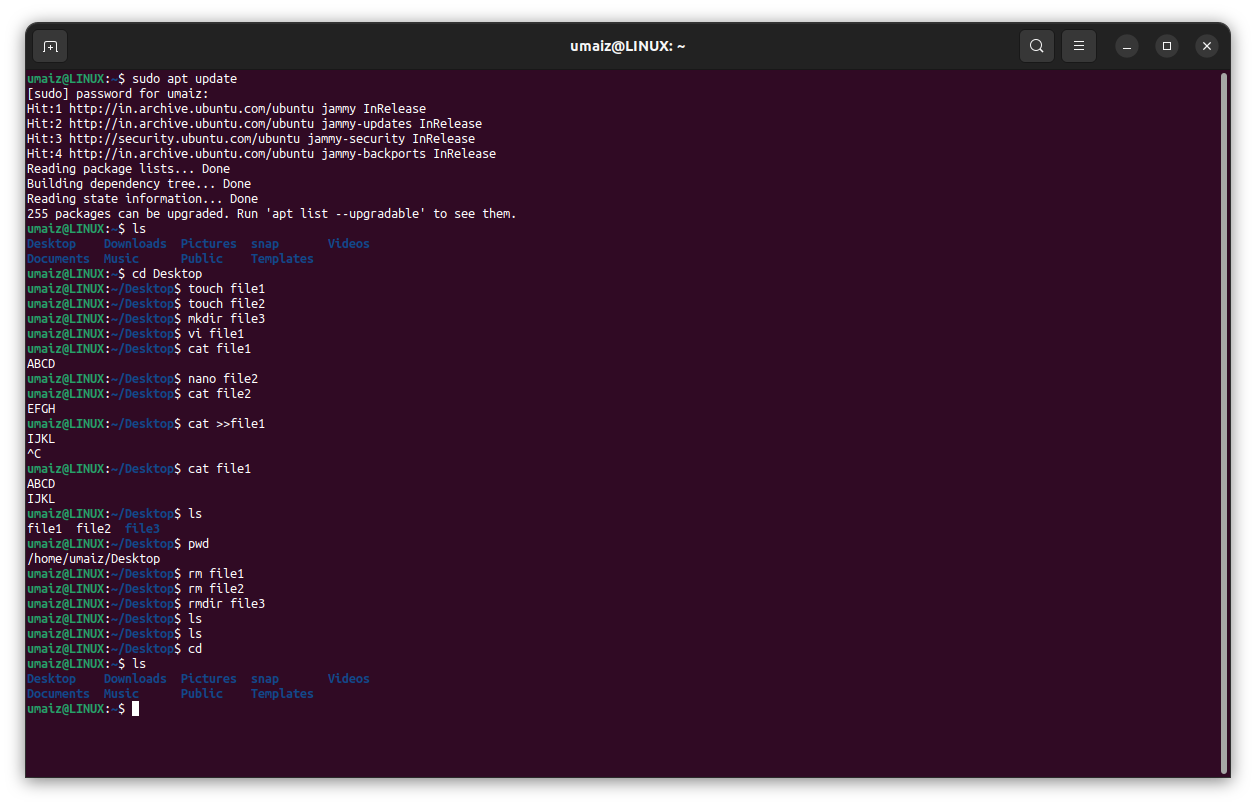 umaiz@LINUX: ~
umaiz@LINUX:~$ sudo apt update
[sudo] password for umaiz:
Hit:1 http://in.archive.ubuntu.com/ubuntu jammy InRelease
Hit:2 http://in.archive.ubuntu.com/ubuntu jammy-updates InRelease
Hit:3 http://security.ubuntu.com/ubuntu jammy-security InRelease
Hit:4 http://in.archive.ubuntu.com/ubuntu jammy-backports InRelease
Reading package lists... Done
Building dependency tree... Done
Reading state information... Done
255 packages can be upgraded. Run 'apt list --upgradable' to see them.
umaiz@LINUX:~$ ls
Desktop    Downloads  Pictures  snap       Videos
Documents  Music      Public    Templates
umaiz@LINUX:~$ cd Desktop
umaiz@LINUX:~/Desktop$ touch file1
umaiz@LINUX:~/Desktop$ touch file2
umaiz@LINUX:~/Desktop$ mkdir file3
umaiz@LINUX:~/Desktop$ vi file1
umaiz@LINUX:~/Desktop$ cat file1
ABCD
umaiz@LINUX:~/Desktop$ nano file2
umaiz@LINUX:~/Desktop$ cat file2
EFGH
umaiz@LINUX:~/Desktop$ cat >>file1
IJKL
^C
umaiz@LINUX:~/Desktop$ cat file1
ABCD
IJKL
umaiz@LINUX:~/Desktop$ ls
file1  file2  file3
umaiz@LINUX:~/Desktop$ pwd
/home/umaiz/Desktop
umaiz@LINUX:~/Desktop$ rm file1
umaiz@LINUX:~/Desktop$ rm file2
umaiz@LINUX:~/Desktop$ rmdir file3
umaiz@LINUX:~/Desktop$ ls
umaiz@LINUX:~/Desktop$ ls
umaiz@LINUX:~/Desktop$ cd
umaiz@LINUX:~$ ls
Desktop    Downloads  Pictures  snap       Videos
Documents  Music      Public    Templates
umaiz@LINUX:~$